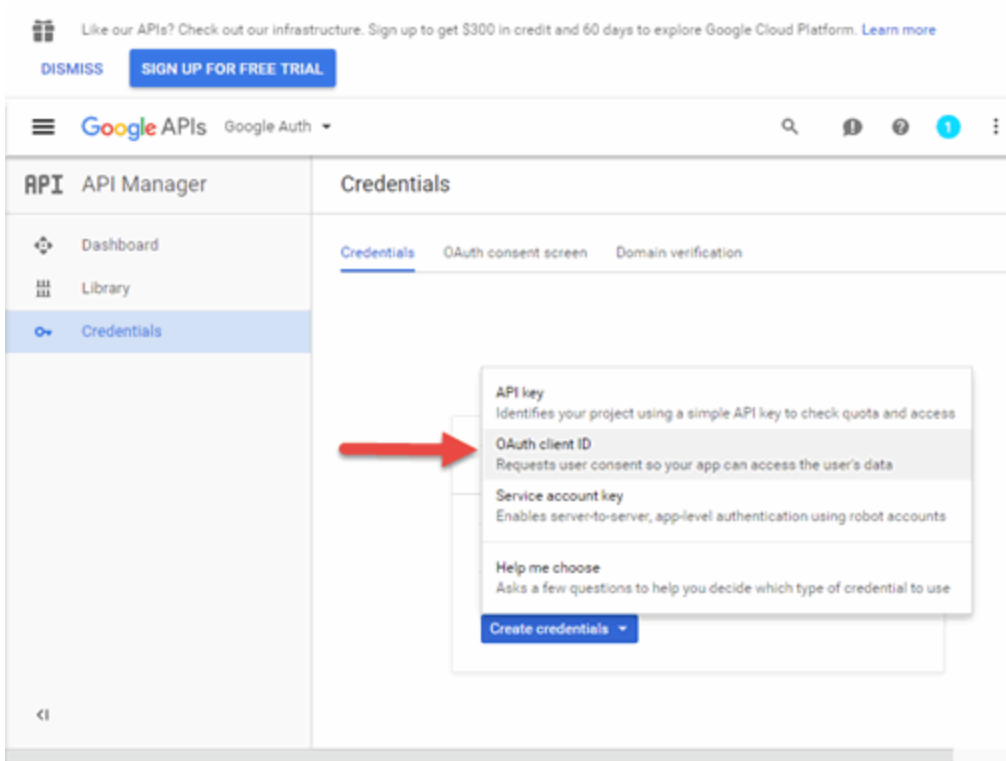 Like our APIs? Check out our infrastructure. Sign up to get $300 in credit and 60 days to explore Google Cloud Platform. Learn more
DISMISS SIGN UP FOR FREE TRIAL
Google APIs Google Auth 1
API API Manager Credentials
Dashboard
Library
Credentials
Credentials OAuth consent screen Domain verification
API key
Identifies your project using a simple API key to check quota and access
OAuth client ID
Requests user consent so your app can access the user's data
Service account key
Enables server-to-server, app-level authentication using robot accounts
Help me choose
Asks a few questions to help you decide which type of credential to use
Create credentials